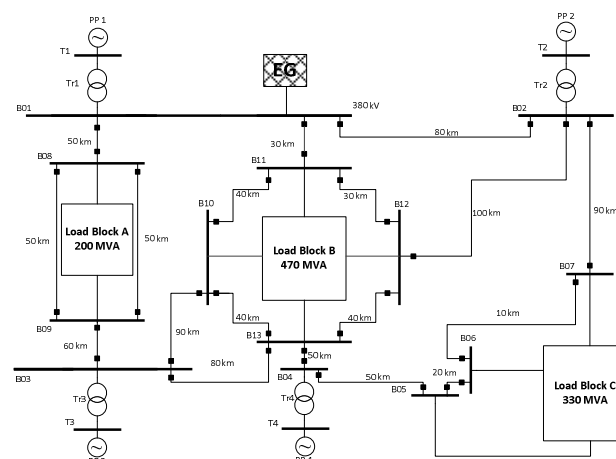 PP 1
PP 2
T1
T2
Tr1
EG
Tr2
B01
380 kV
B02
50 km
30 km
80 km
B08
B11
40 km
30 km
B10
B12
90 km
100 km
Load Block A
200 MVA
50 km
50 km
Load Block B
470 MVA
B07
10 km
B09
40 km
40 km
90 km
B13
B06
60 km
80 km
50 km
B03
B04
50 km
20 km
B05
Load Block C
330 MVA
Tr3
Tr4
T3
T4